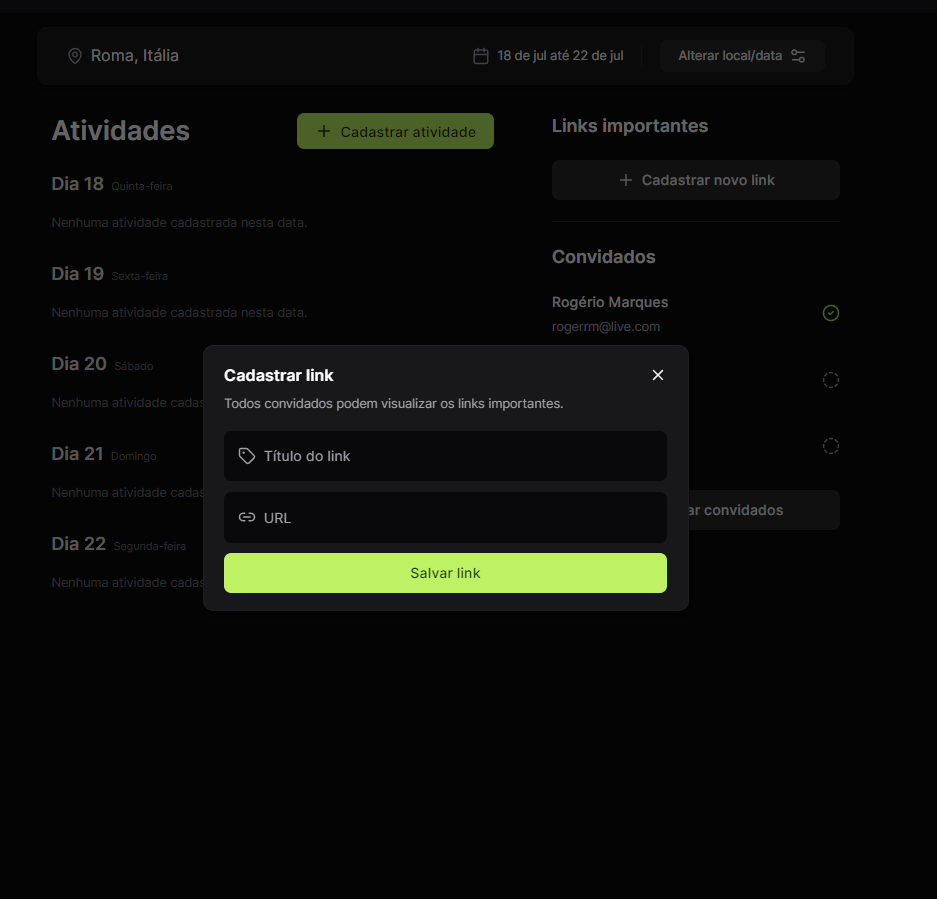 Roma, Itália
18 de jul até 22 de jul
Alterar local/data
Atividades
Cadastrar atividade
Dia 18 Quinta-feira
Nenhuma atividade cadastrada nesta data.
Dia 19 Sexta-feira
Nenhuma atividade cadastrada nesta data.
Dia 20 Sábado
Nenhuma atividade cadas
Dia 21 Domingo
Nenhuma atividade cadas
Dia 22 Segunda-feira
Nenhuma atividade cadas
Links importantes
Cadastrar novo link
Convidados
Rogério Marques
rogerrm@live.com
ar convidados
Cadastrar link
Todos convidados podem visualizar os links importantes.
Título do link
URL
Salvar link